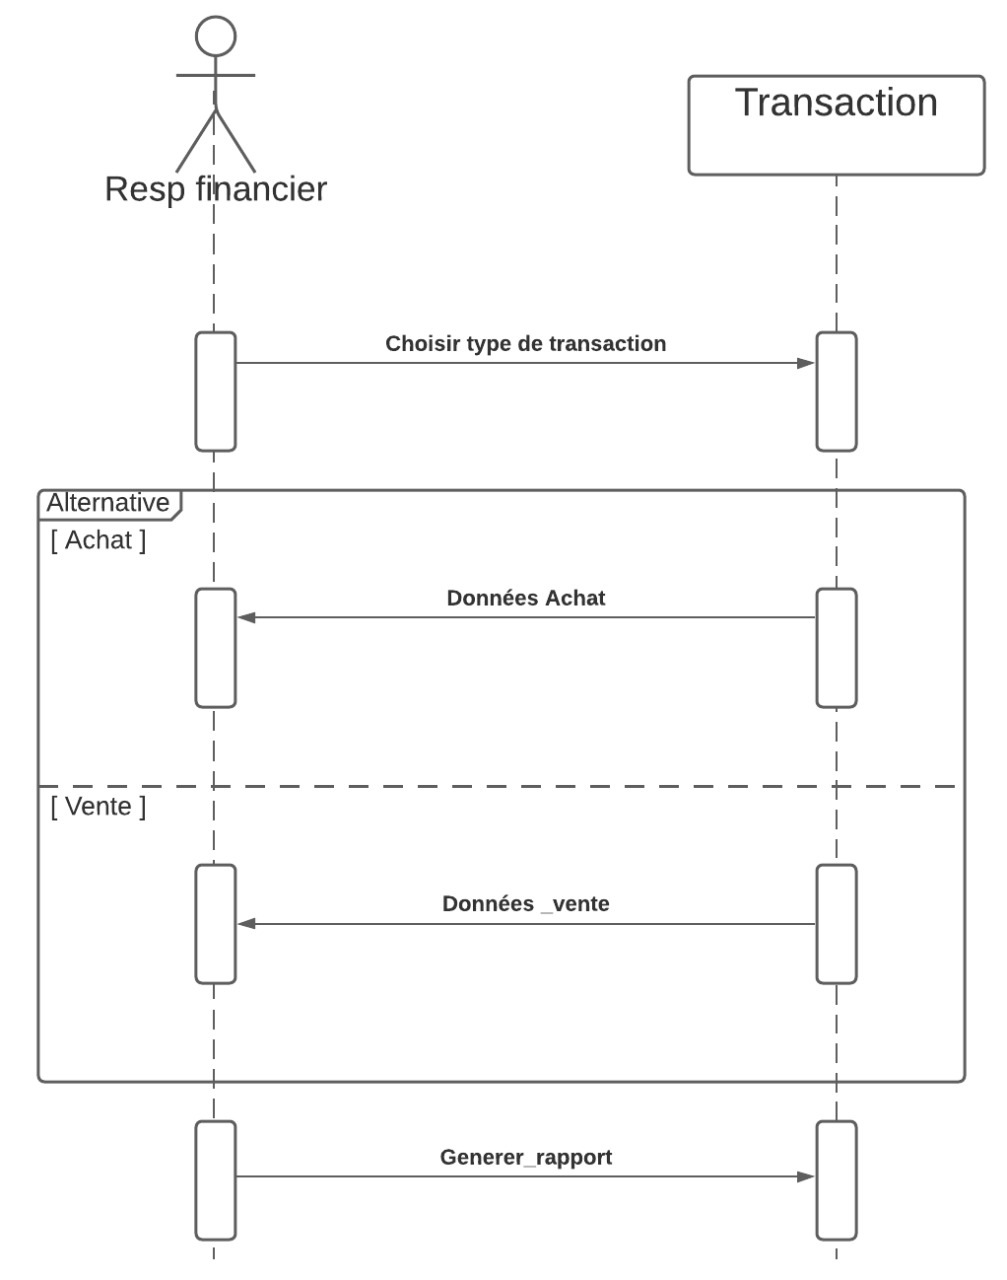 Transaction
Resp financier
Choisir type de transaction
Alternative
[ Achat ]
Données Achat
[ Vente ]
Données _vente
Generer_rapport